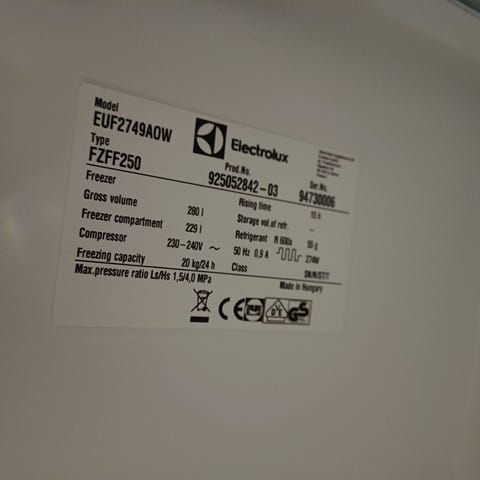 Model
EUF2749AOW
Electrolux
Type
FZFF250
Prod.No.
925052842-03
Ser.No.
94730006
Freezer
Rising time 15 h
Gross volume 280 l
Storage vol.of refr. -
Freezer compartment 229 l
Refrigerant R 600a 55 g
Compressor 230-240V ~ 50 Hz 0,9 A 274W
Freezing capacity 20 kg/24 h
Class SN/N/ST/T
Max.pressure ratio Ls/Hs 1,5/4,0 MPa
Made in Hungary
CE
GS